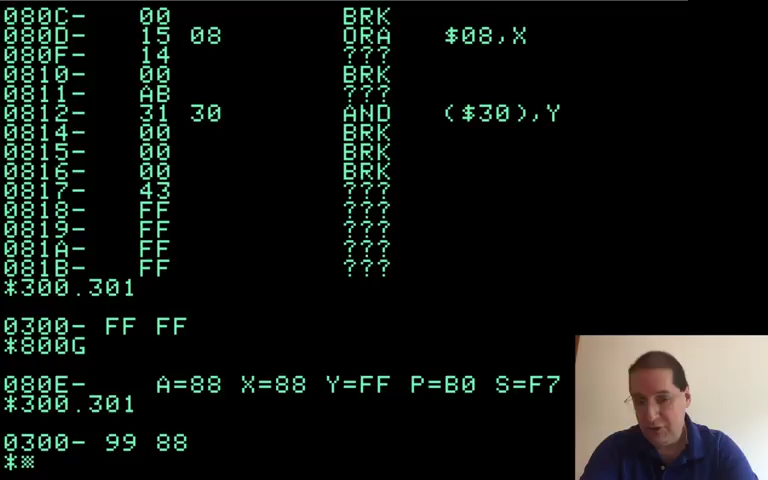 080C-    00          BRK
080D-    15 08       ORA    $08,X
080F-    14          ???
0810-    00          BRK
0811-    AB          ???
0812-    31 30       AND    ($30),Y
0814-    00          BRK
0815-    00          BRK
0816-    00          BRK
0817-    43          ???
0818-    FF          ???
0819-    FF          ???
081A-    FF          ???
081B-    FF          ???
*300.301
0300- FF FF
*800G
080E-    A=88 X=88 Y=FF P=B0 S=F7
*300.301
0300- 99 88
*